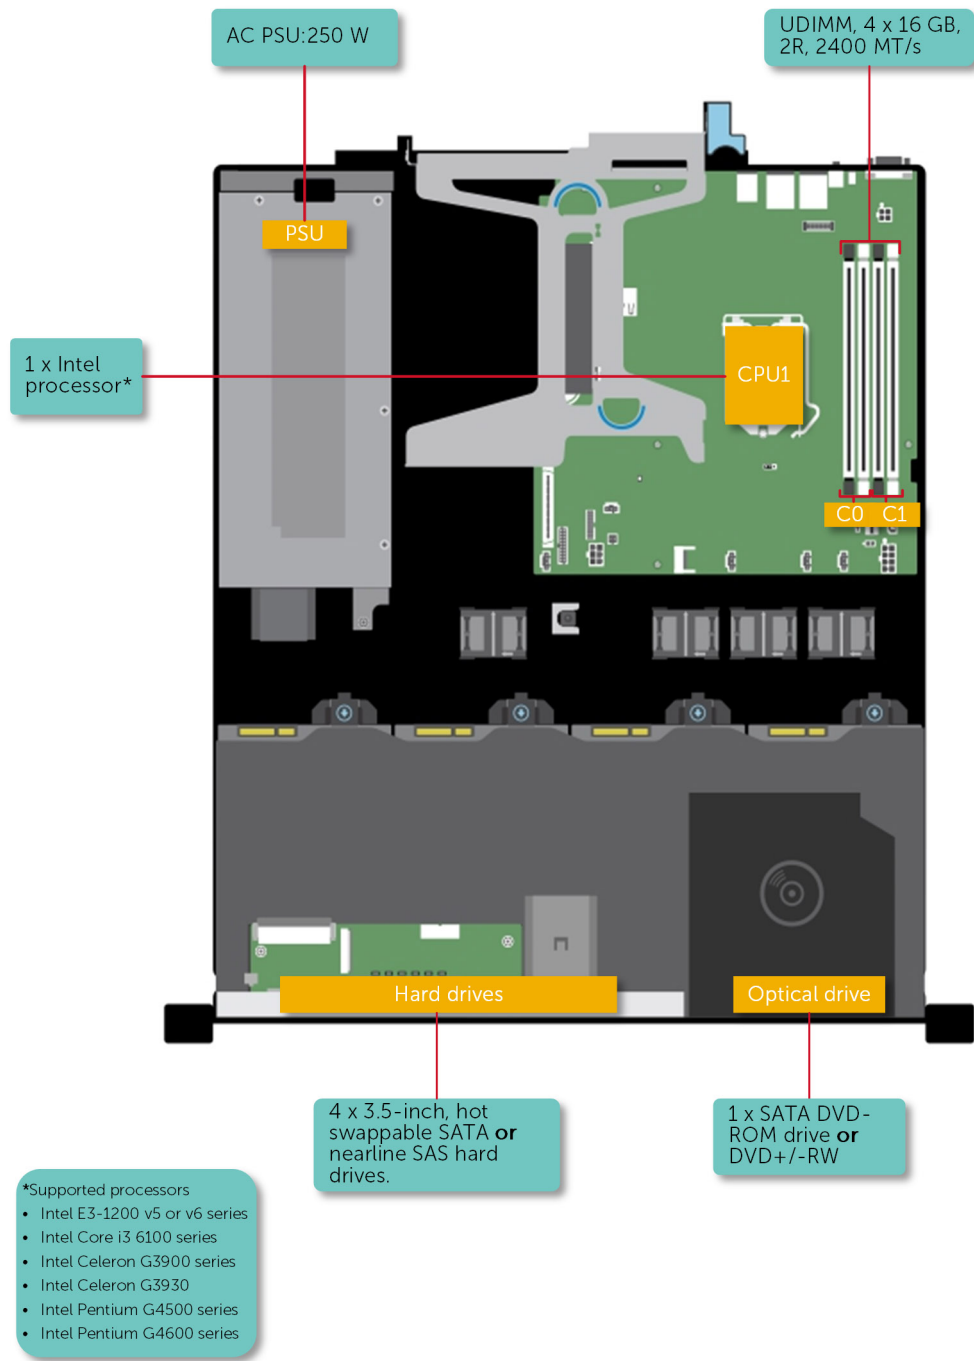 AC PSU:250 W
UDIMM, 4 x 16 GB,
2R, 2400 MT/s
PSU
1 x Intel
processor*
CPU1
C0 C1
Hard drives
Optical drive
4 x 3.5-inch, hot
swappable SATA or
nearline SAS hard
drives.
1 x SATA DVD-
ROM drive or
DVD+/-RW
*Supported processors
• Intel E3-1200 v5 or v6 series
• Intel Core i3 6100 series
• Intel Celeron G3900 series
• Intel Celeron G3930
• Intel Pentium G4500 series
• Intel Pentium G4600 series